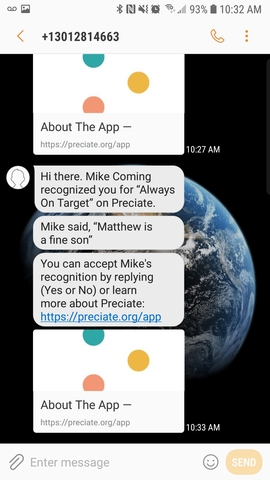 93% 10:32 AM
+13012814663
About The App —
https://preciate.org/app
10:27 AM
Hi there. Mike Coming
recognized you for “Always
On Target” on Preciate.
Mike said, “Matthew is
a fine son”
You can accept Mike's
recognition by replying
(Yes or No) or learn
more about Preciate:
https://preciate.org/app
About The App —
https://preciate.org/app
10:33 AM
Enter message
SEND